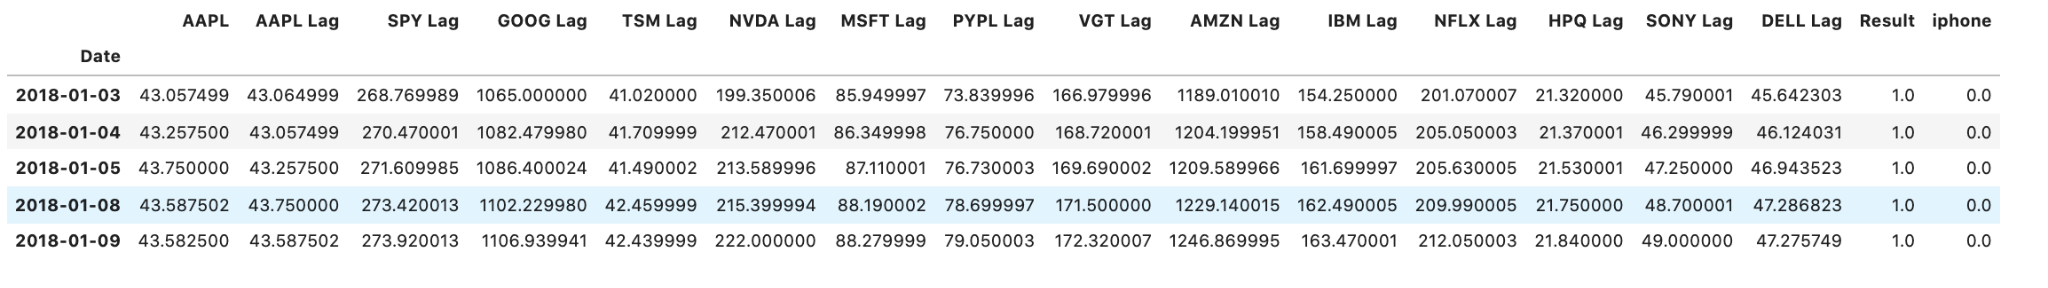 AAPL AAPL Lag SPY Lag GOOG Lag TSM Lag NVDA Lag MSFT Lag PYPL Lag VGT Lag AMZN Lag IBM Lag NFLX Lag HPQ Lag SONY Lag DELL Lag Result iphone
Date
2018-01-03 43.057499 43.064999 268.769989 1065.000000 41.020000 199.350006 85.949997 73.839996 166.979996 1189.010010 154.250000 201.070007 21.320000 45.790001 45.642303 1.0 0.0
2018-01-04 43.257500 43.057499 270.470001 1082.479980 41.709999 212.470001 86.349998 76.750000 168.720001 1204.199951 158.490005 205.050003 21.370001 46.299999 46.124031 1.0 0.0
2018-01-05 43.750000 43.257500 271.609985 1086.400024 41.490002 213.589996 87.110001 76.730003 169.690002 1209.589966 161.699997 205.630005 21.530001 47.250000 46.943523 1.0 0.0
2018-01-08 43.587502 43.750000 273.420013 1102.229980 42.459999 215.399994 88.190002 78.699997 171.500000 1229.140015 162.490005 209.990005 21.750000 48.700001 47.286823 1.0 0.0
2018-01-09 43.582500 43.587502 273.920013 1106.939941 42.439999 222.000000 88.279999 79.050003 172.320007 1246.869995 163.470001 212.050003 21.840000 49.000000 47.275749 1.0 0.0